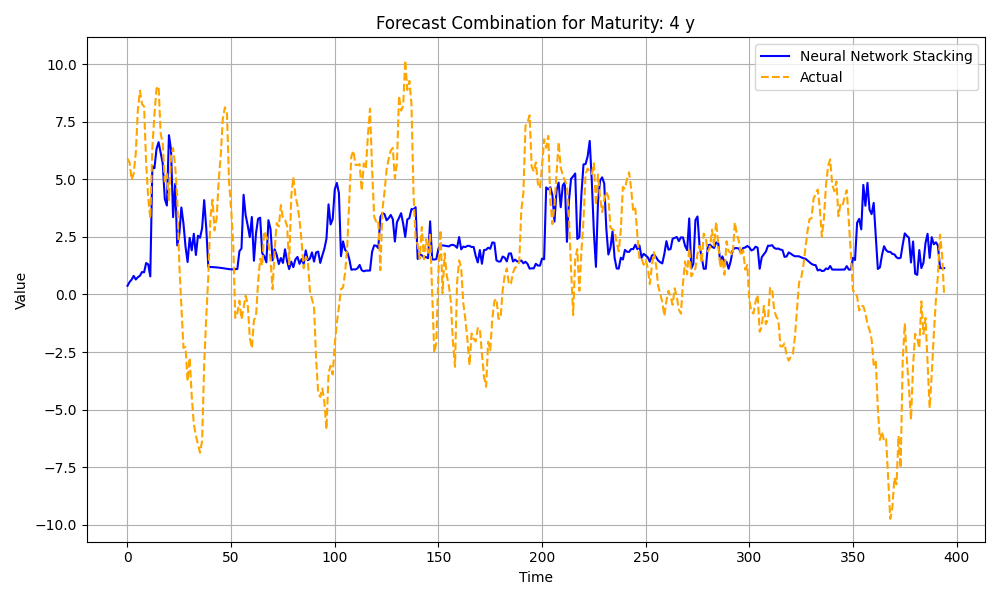 Forecast Combination for Maturity: 4 y
Neural Network Stacking
Actual
Value
10.0
7.5
5.0
2.5
0.0
−2.5
−5.0
−7.5
−10.0
0 50 100 150 200 250 300 350 400
Time